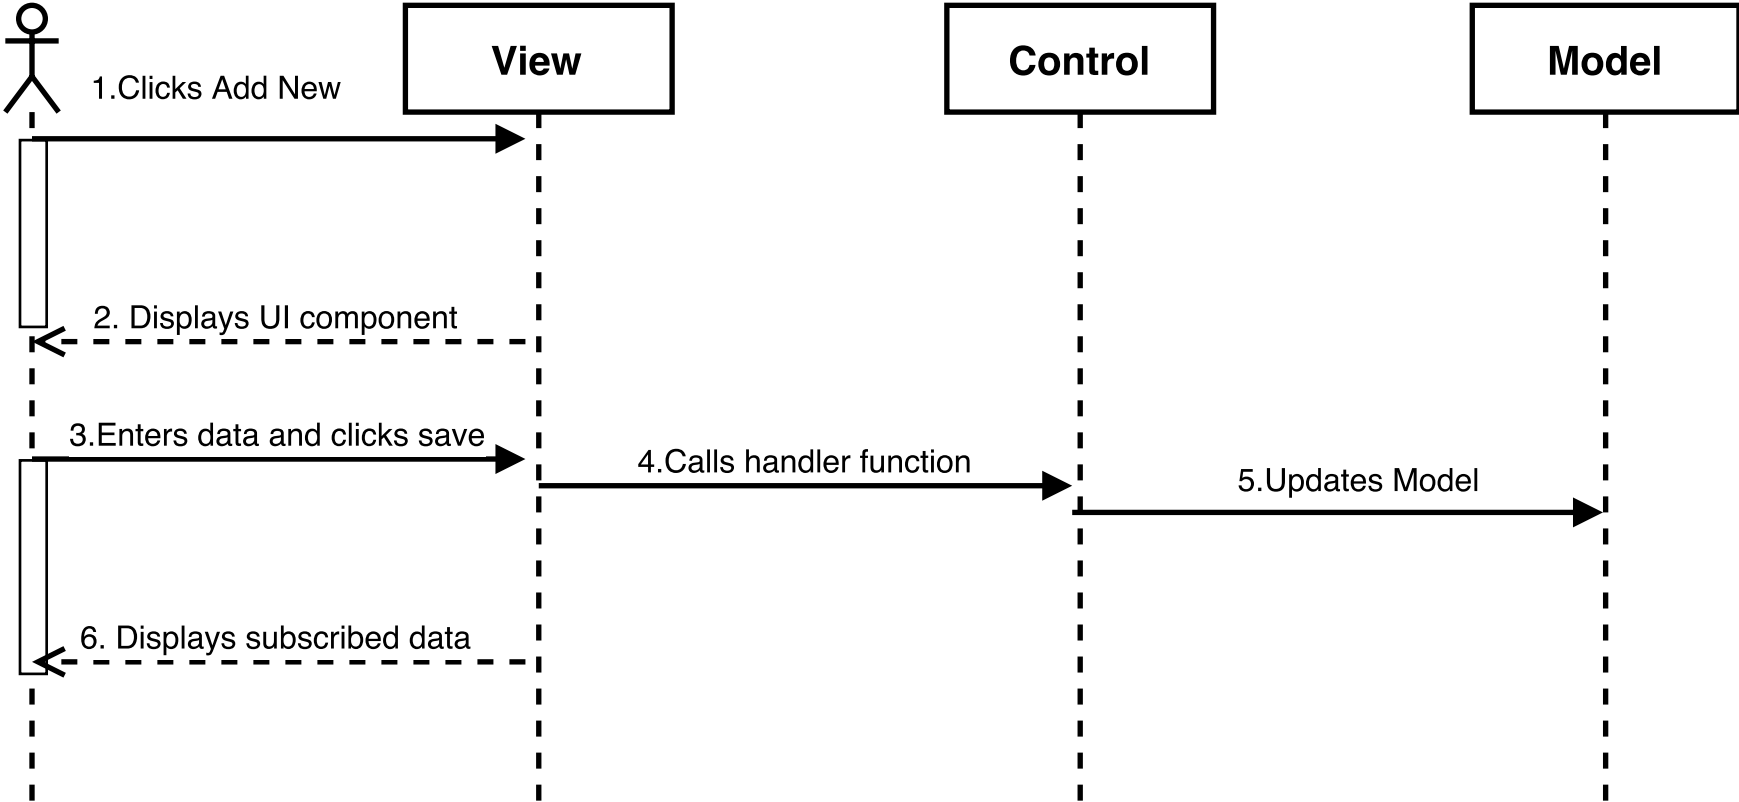 View
Control
Model
1.Clicks Add New
2. Displays UI component
3.Enters data and clicks save
4.Calls handler function
5.Updates Model
6. Displays subscribed data